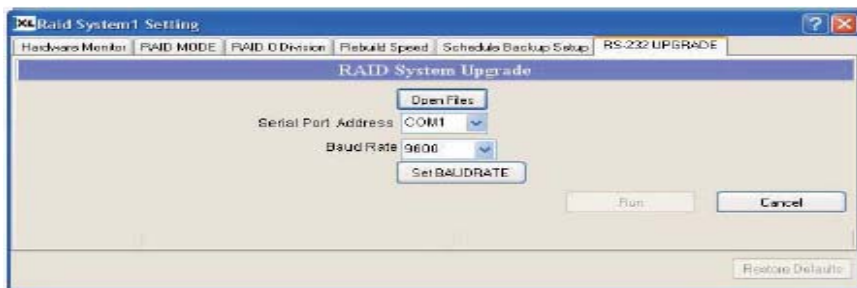 XL Raid System1 Setting
Hardware Monitor RAID MODE RAID 0 Division Rebuild Speed Schedule Backup Setup RS-232 UPGRADE
RAID System Upgrade
Open Files
Serial Port Address COM1
Baud Rate 9600
Set BAUDRATE
Run Cancel
Restore Defaults